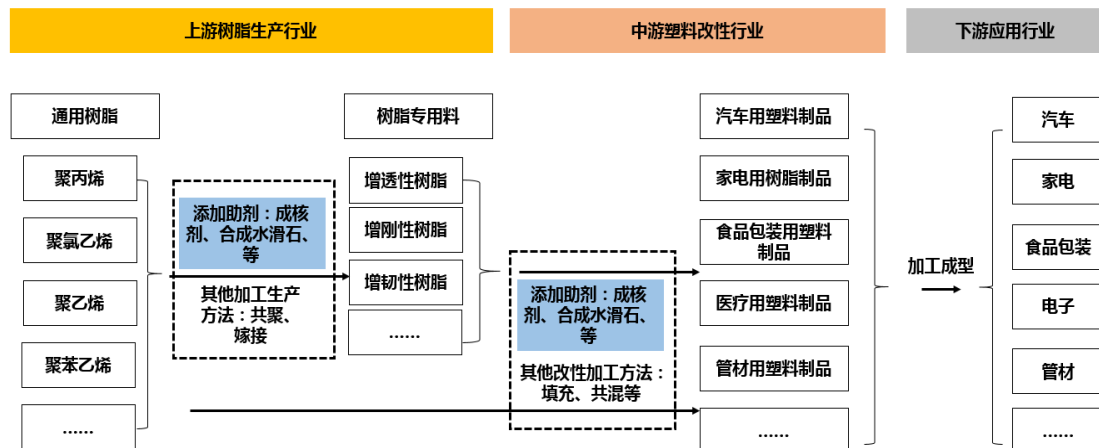 上游树脂生产行业
中游塑料改性行业
下游应用行业
通用树脂
聚丙烯
聚氯乙烯
聚乙烯
聚苯乙烯
......
添加助剂：成核
剂、合成水滑石、
等
其他加工生产
方法：共聚、
嫁接
树脂专用料
增透性树脂
增刚性树脂
增韧性树脂
......
添加助剂：成核
剂、合成水滑石、
等
其他改性加工方法：
填充、共混等
汽车用塑料制品
家电用树脂制品
食品包装用塑料
制品
医疗用塑料制品
管材用塑料制品
......
加工成型
汽车
家电
食品包装
电子
管材
......